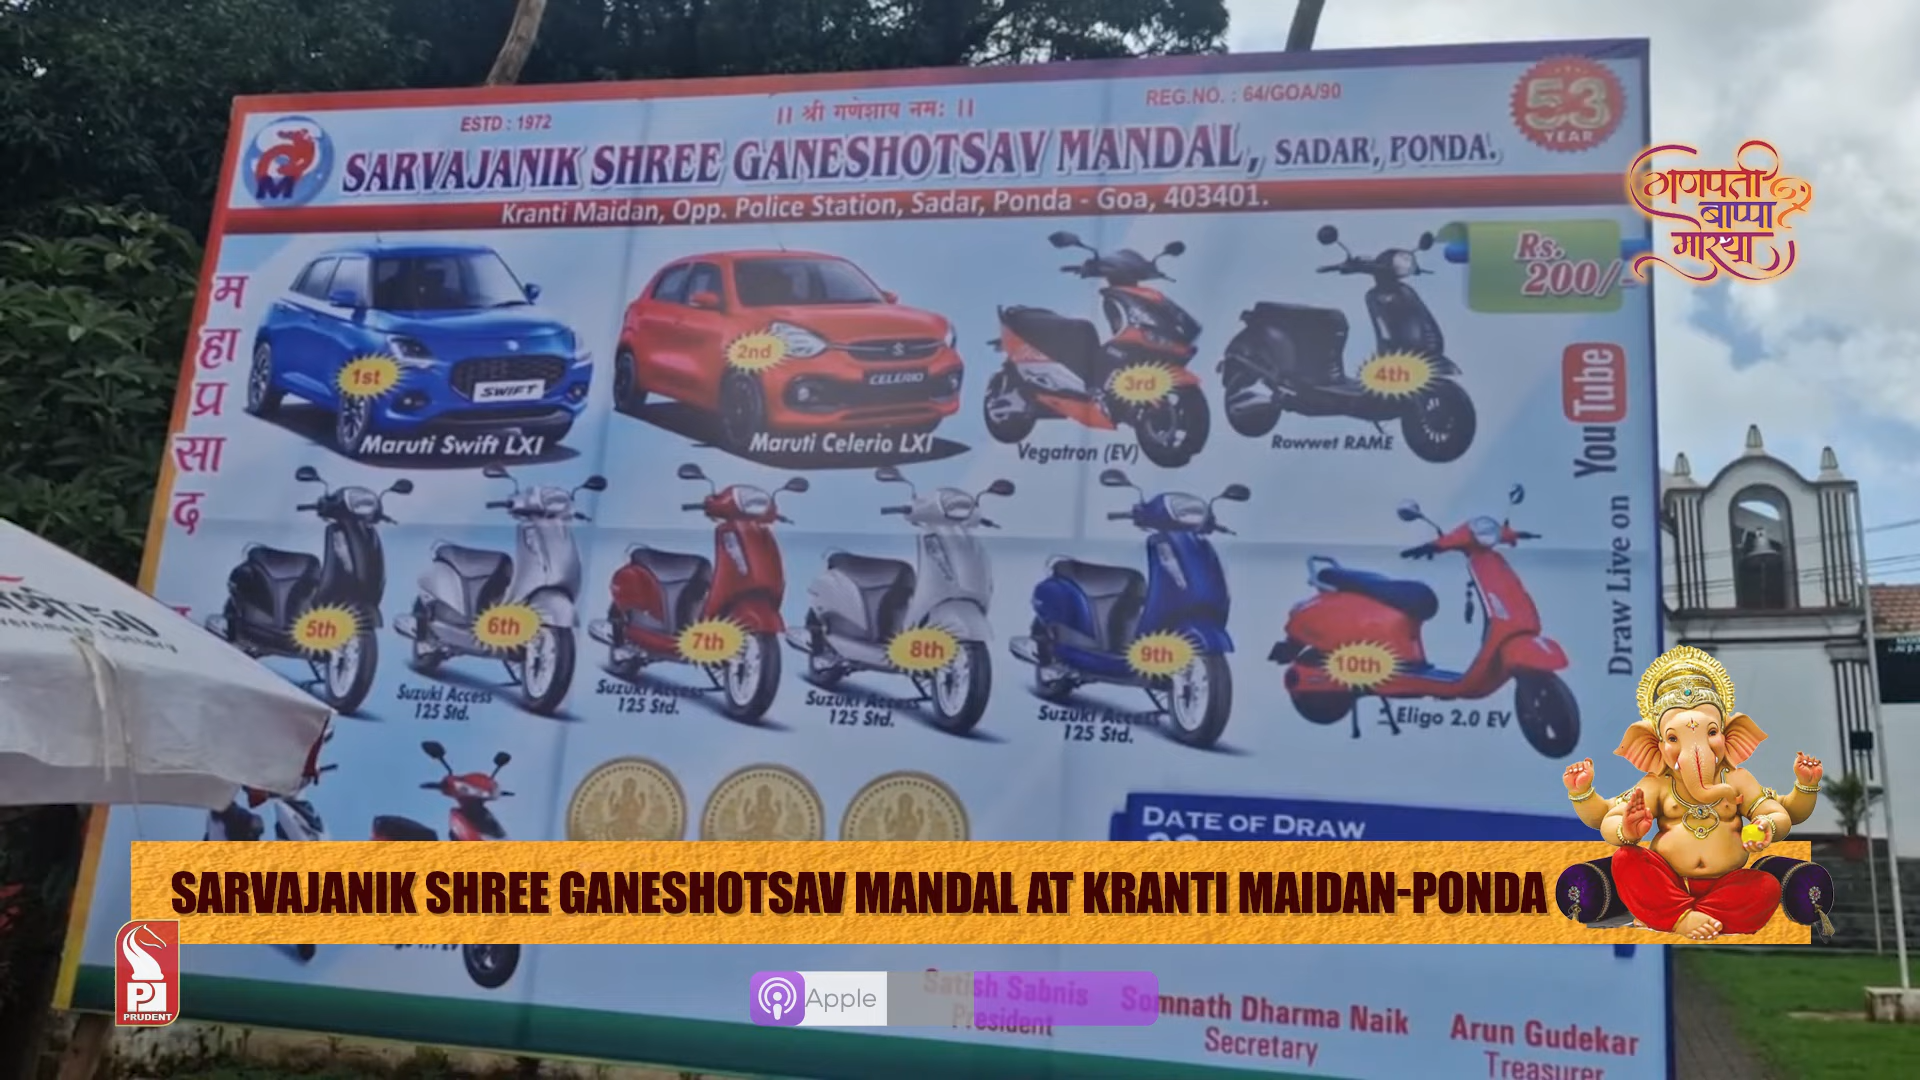 ESTD : 1972
|| श्री गणेशाय नम: ||
REG.NO. : 64/GOA/90
53
YEAR
M
SARVAJANIK SHREE GANESHOTSAV MANDAL, SADAR, PONDA.
Kranti Maidan, Opp. Police Station, Sadar, Ponda - Goa, 403401.
गणपती
बाप्पा
मोरया
Rs.
200/-
महाप्रसाद
1st
SWIFT
Maruti Swift LXI
2nd
CELERIO
Maruti Celerio LXI
3rd
Vegatron (EV)
4th
Rowwet RAME
Draw Live on YouTube
5th
6th
Suzuki Access
125 Std.
7th
Suzuki Access
125 Std.
8th
Suzuki Access
125 Std.
9th
Suzuki Access
125 Std.
10th
Eligo 2.0 EV
DATE OF DRAW
SARVAJANIK SHREE GANESHOTSAV MANDAL AT KRANTI MAIDAN-PONDA
PRUDENT
Apple
Satish Sabnis
President
Somnath Dharma Naik
Secretary
Arun Gudekar
Treasurer